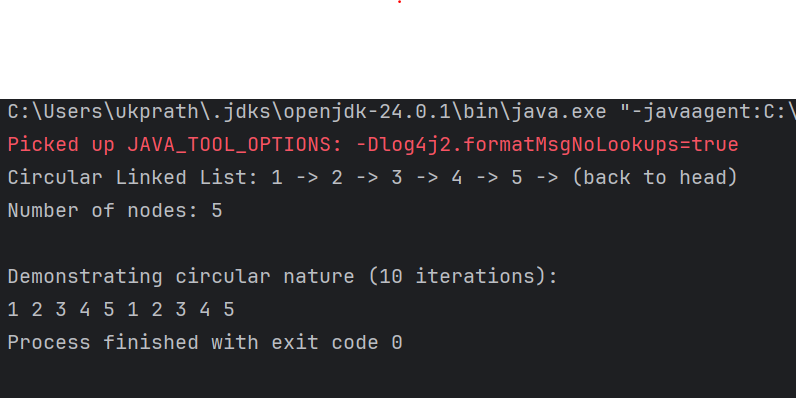 C:\Users\ukprath\.jdks\openjdk-24.0.1\bin\java.exe "-javaagent:C:\
Picked up JAVA_TOOL_OPTIONS: -Dlog4j2.formatMsgNoLookups=true
Circular Linked List: 1 -> 2 -> 3 -> 4 -> 5 -> (back to head)
Number of nodes: 5
Demonstrating circular nature (10 iterations):
1 2 3 4 5 1 2 3 4 5
Process finished with exit code 0